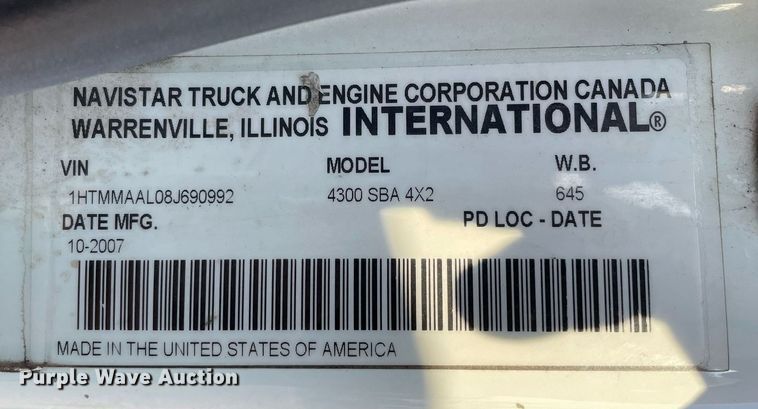 NAVISTAR TRUCK AND ENGINE CORPORATION CANADA
WARRENVILLE, ILLINOIS INTERNATIONAL®
VIN MODEL W.B.
1HTMMAAL08J690992 4300 SBA 4X2 645
DATE MFG. PD LOC - DATE
10-2007
MADE IN THE UNITED STATES OF AMERICA
Purple Wave Auction